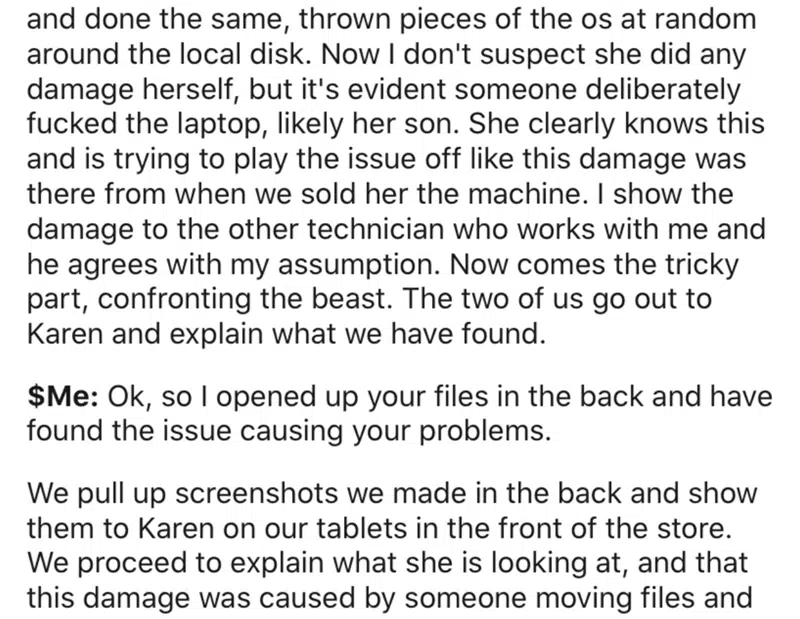 and done the same, thrown pieces of the os at random
around the local disk. Now I don't suspect she did any
damage herself, but it's evident someone deliberately
fucked the laptop, likely her son. She clearly knows this
and is trying to play the issue off like this damage was
there from when we sold her the machine. I show the
damage to the other technician who works with me and
he agrees with my assumption. Now comes the tricky
part, confronting the beast. The two of us go out to
Karen and explain what we have found.
$Me: Ok, so I opened up your files in the back and have
found the issue causing your problems.
We pull up screenshots we made in the back and show
them to Karen on our tablets in the front of the store.
We proceed to explain what she is looking at, and that
this damage was caused by someone moving files and